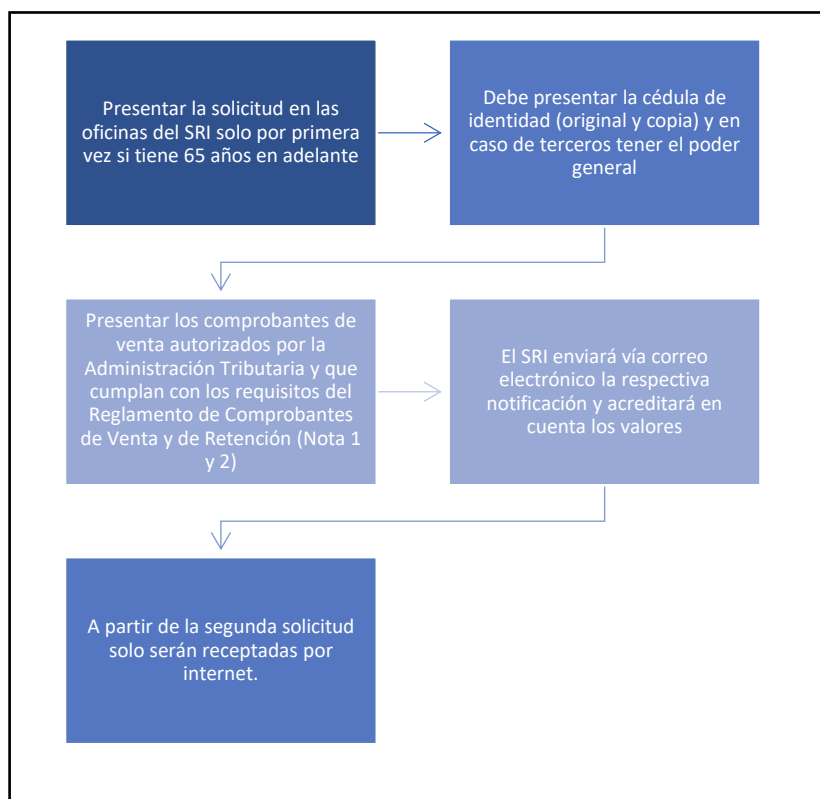 Presentar la solicitud en las
oficinas del SRI solo por primera
vez si tiene 65 años en adelante
Debe presentar la cédula de
identidad (original y copia) y en
caso de terceros tener el poder
general
Presentar los comprobantes de
venta autorizados por la
Administración Tributaria y que
cumplan con los requisitos del
Reglamento de Comprobantes
de Venta y de Retención (Nota 1
y 2)
El SRI enviará vía correo
electrónico la respectiva
notificación y acreditará en
cuenta los valores
A partir de la segunda solicitud
solo serán receptadas por
internet.